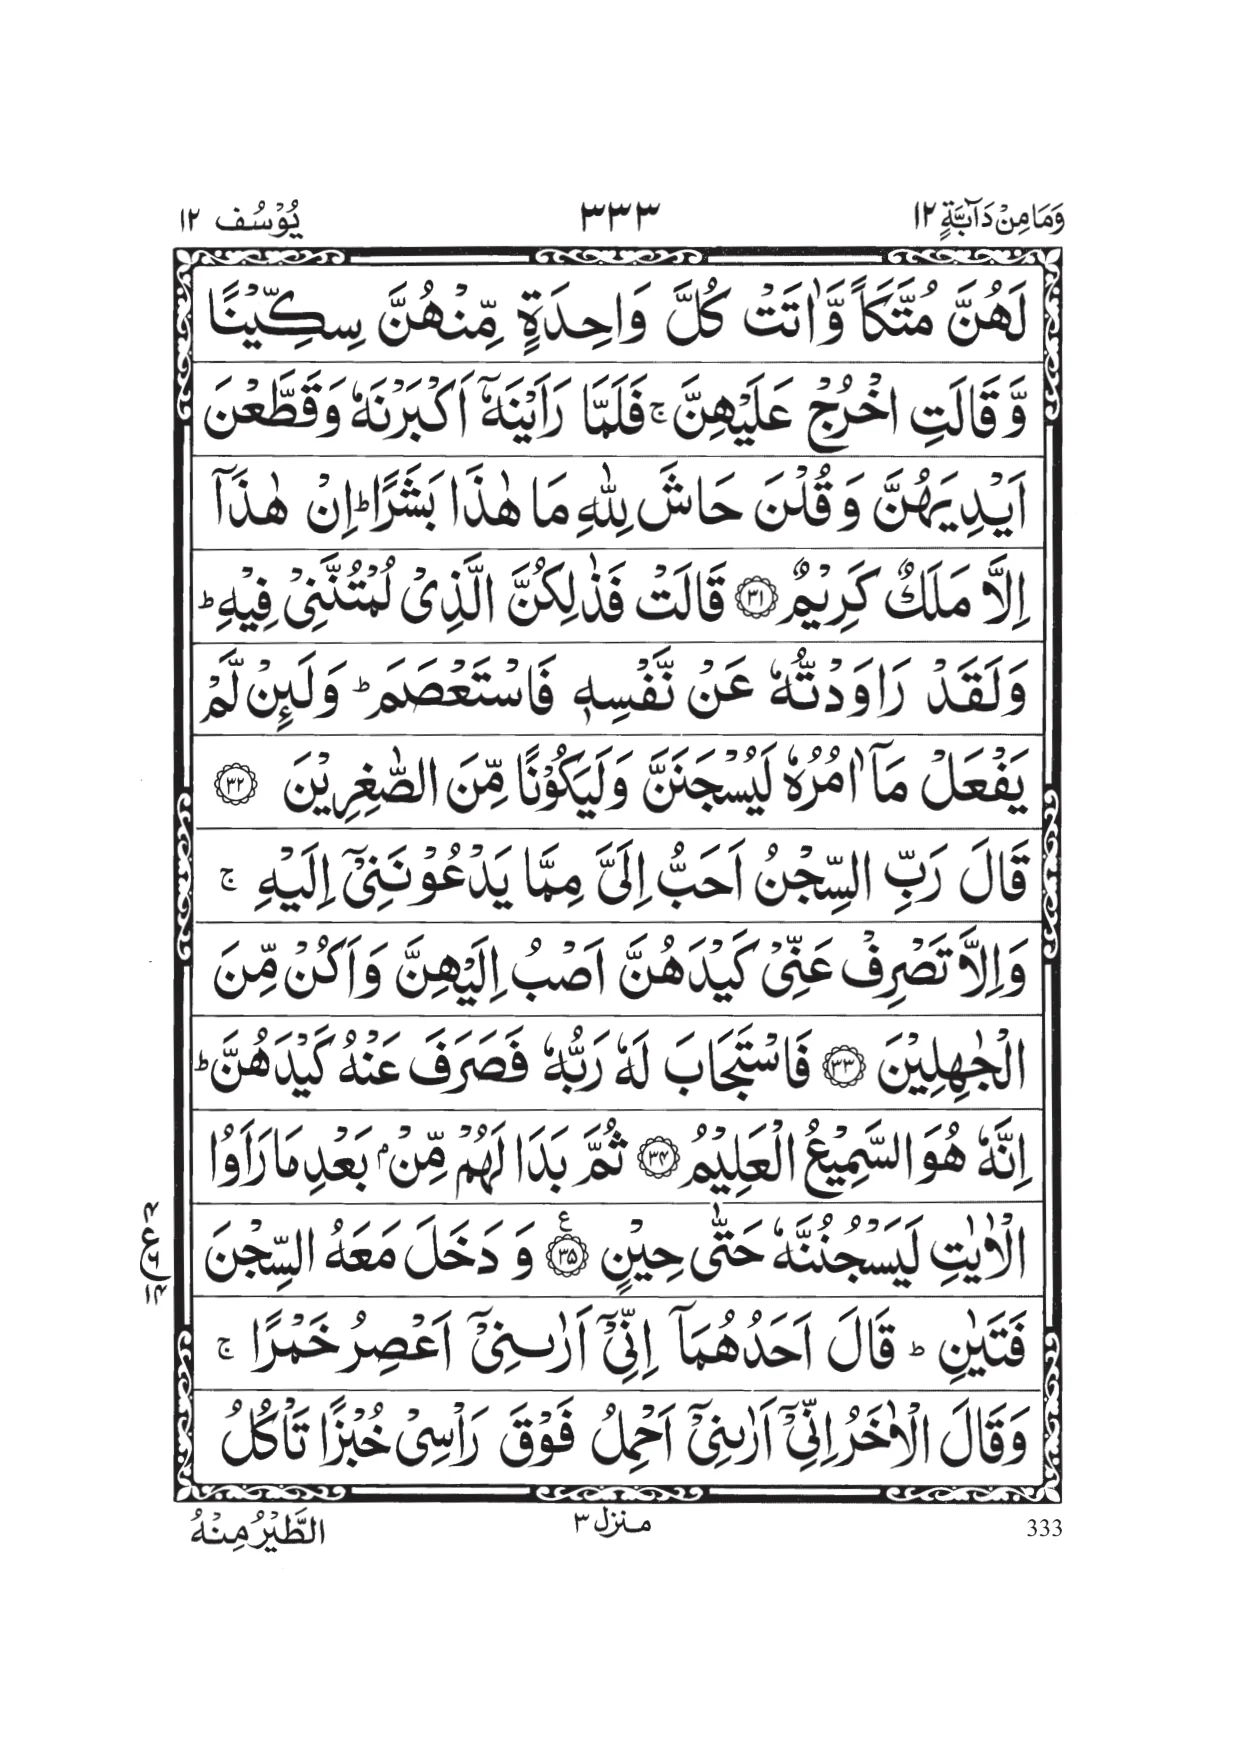 وَمَا مِنْ دَآبَّةٍ ۱۲ ۳۳۳ يُوْسُف ۱۲
لَهُنَّ مُتَّكَاً وَّاٰتَتْ كُلَّ وَاحِدَةٍ مِّنْهُنَّ سِكِّيْنًا
وَّقَالَتِ اخْرُجْ عَلَيْهِنَّ ۚ فَلَمَّا رَاَيْنَهٗۤ اَكْبَرْنَهٗ وَقَطَّعْنَ
اَيْدِيَهُنَّ وَقُلْنَ حَاشَ لِلّٰهِ مَا هٰذَا بَشَرًا ؕ اِنْ هٰذَاۤ
اِلَّا مَلَكٌ كَرِيْمٌ ﴿۳۱﴾ قَالَتْ فَذٰلِكُنَّ الَّذِىْ لُمْتُنَّنِىْ فِيْهِ ؕ
وَلَقَدْ رَاوَدْتُّهٗ عَنْ نَّفْسِهٖ فَاسْتَعْصَمَ ؕ وَلَئِنْ لَّمْ
يَفْعَلْ مَاۤ اٰمُرُهٗ لَيُسْجَنَنَّ وَلَيَكُوْنًا مِّنَ الصّٰغِرِيْنَ ﴿۳۲﴾
قَالَ رَبِّ السِّجْنُ اَحَبُّ اِلَىَّ مِمَّا يَدْعُوْنَنِىْۤ اِلَيْهِ ۚ
وَاِلَّا تَصْرِفْ عَنِّىْ كَيْدَهُنَّ اَصْبُ اِلَيْهِنَّ وَاَكُنْ مِّنَ
الْجٰهِلِيْنَ ﴿۳۳﴾ فَاسْتَجَابَ لَهٗ رَبُّهٗ فَصَرَفَ عَنْهُ كَيْدَهُنَّ ؕ
اِنَّهٗ هُوَ السَّمِيْعُ الْعَلِيْمُ ﴿۳۴﴾ ثُمَّ بَدَا لَهُمْ مِّنْۢ بَعْدِ مَا رَاَوُا
الْاٰيٰتِ لَيَسْجُنُنَّهٗ حَتّٰى حِيْنٍ ﴿۳۵﴾ ع وَدَخَلَ مَعَهُ السِّجْنَ
فَتَيٰنِ ؕ قَالَ اَحَدُهُمَاۤ اِنِّىْۤ اَرٰىنِىْۤ اَعْصِرُ خَمْرًا ۚ
وَقَالَ الْاٰخَرُ اِنِّىْۤ اَرٰىنِىْۤ اَحْمِلُ فَوْقَ رَاْسِىْ خُبْزًا تَاْكُلُ
333 منزل ۳ الطَّيْرُ مِنْهُ